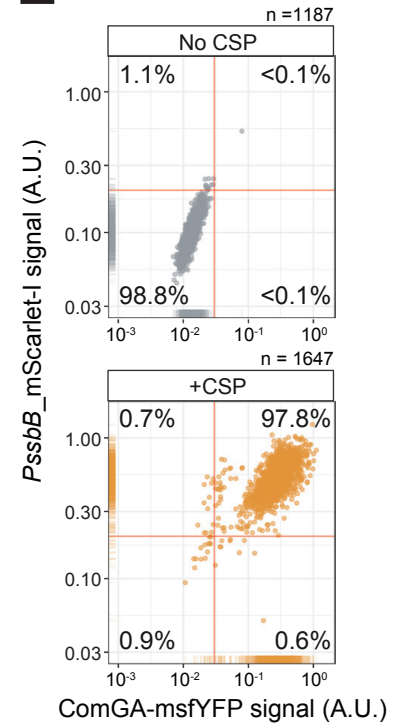 n =1187
No CSP
1.1% <0.1%
1.00
0.30
0.10
98.8% <0.1%
0.03
10⁻³ 10⁻² 10⁻¹ 10⁰
n = 1647
+CSP
0.7% 97.8%
1.00
0.30
0.10
0.9% 0.6%
0.03
10⁻³ 10⁻² 10⁻¹ 10⁰
ComGA-msfYFP signal (A.U.)
PssbB_mScarlet-I signal (A.U.)